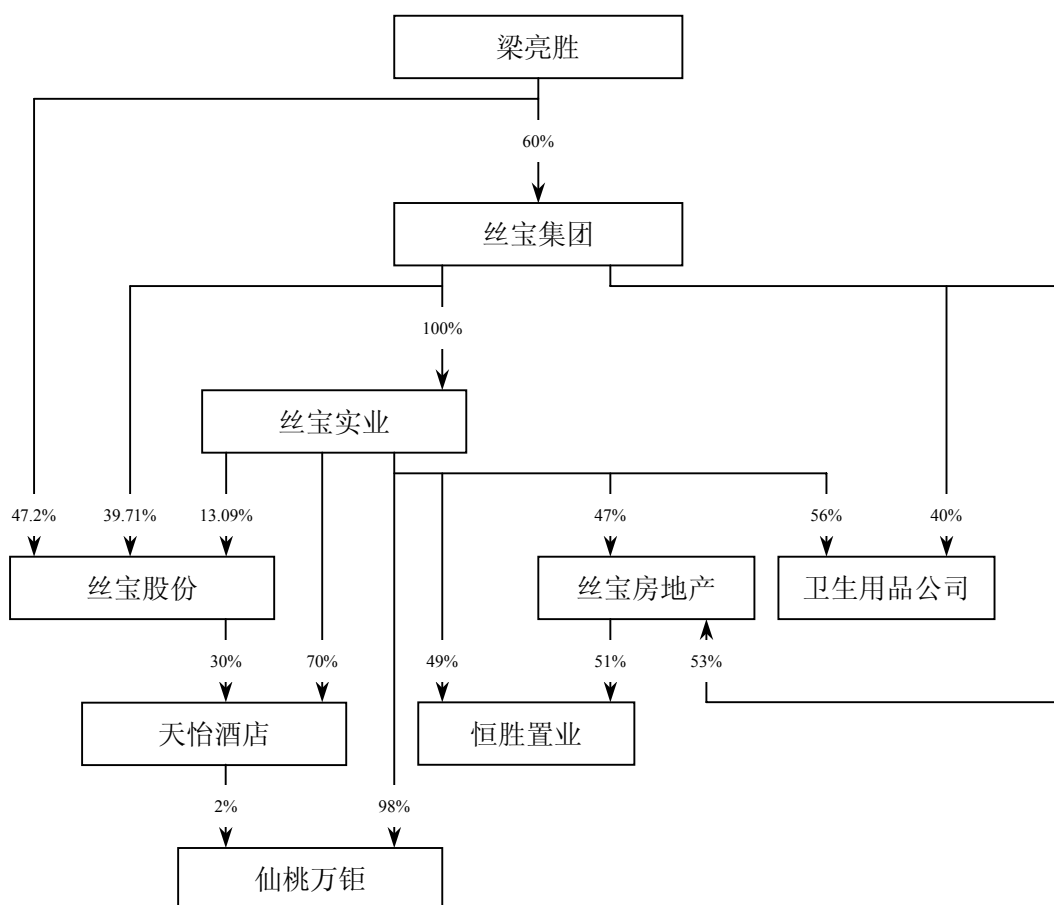 梁亮胜
60%
丝宝集团
100%
丝宝实业
47.2%
39.71%
13.09%
47%
56%
40%
丝宝股份
丝宝房地产
卫生用品公司
30%
70%
49%
51%
53%
天怡酒店
恒胜置业
2%
98%
仙桃万钜